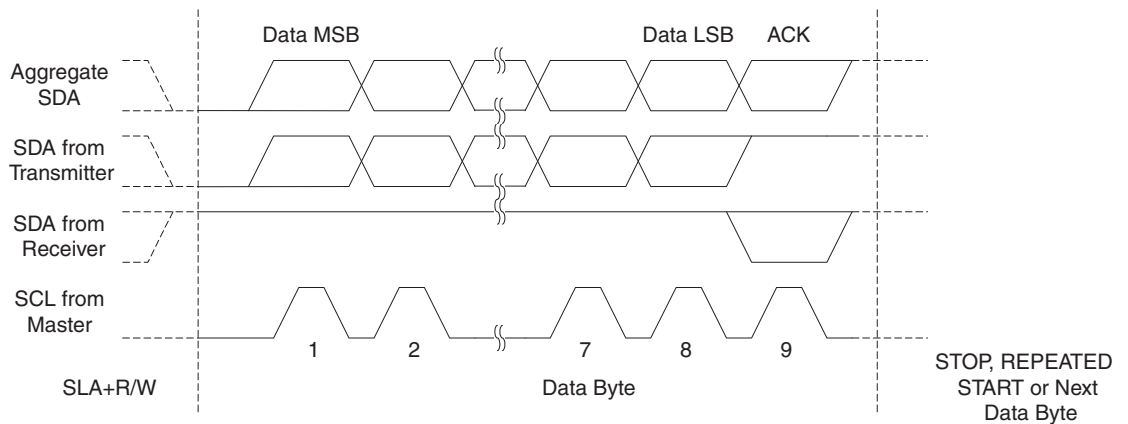 Data MSB
Data LSB
ACK
Aggregate
SDA
SDA from
Transmitter
SDA from
Receiver
SCL from
Master
1
2
7
8
9
SLA+R/W
Data Byte
STOP, REPEATED
START or Next
Data Byte